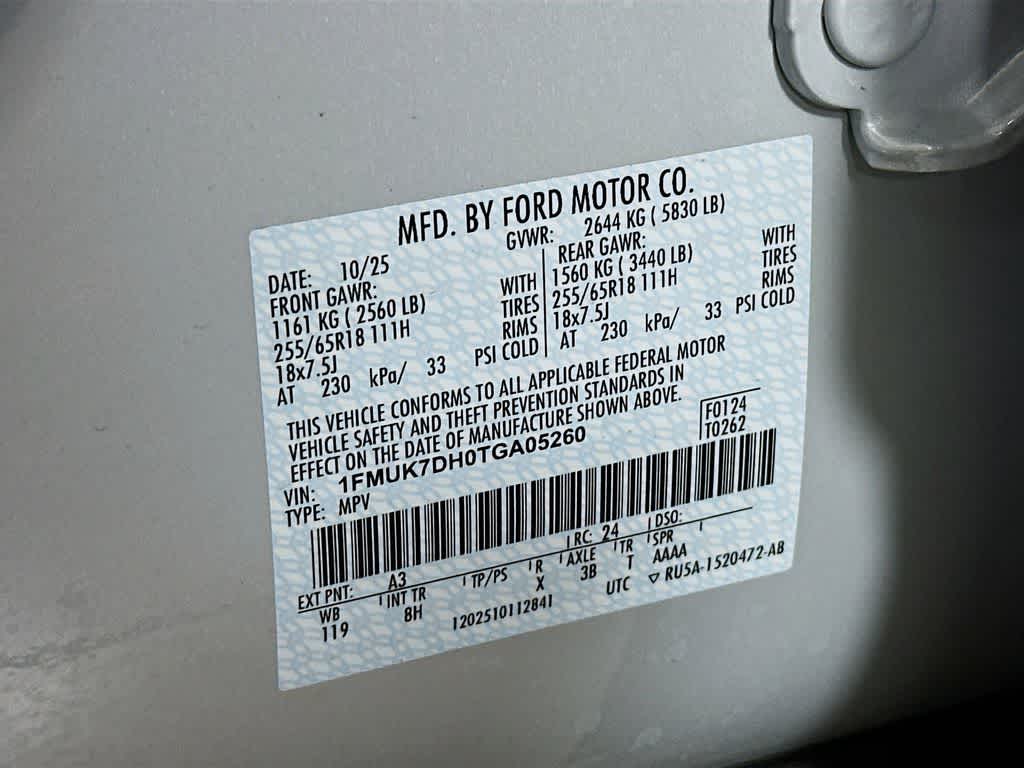 MFD. BY FORD MOTOR CO.
DATE: 10/25 GVWR: 2644 KG ( 5830 LB)
FRONT GAWR: REAR GAWR:
1161 KG ( 2560 LB) WITH 1560 KG ( 3440 LB) WITH
255/65R18 111H TIRES 255/65R18 111H TIRES
18x7.5J RIMS 18x7.5J RIMS
AT 230 kPa/ 33 PSI COLD AT 230 kPa/ 33 PSI COLD
THIS VEHICLE CONFORMS TO ALL APPLICABLE FEDERAL MOTOR
VEHICLE SAFETY AND THEFT PREVENTION STANDARDS IN
EFFECT ON THE DATE OF MANUFACTURE SHOWN ABOVE.
VIN: 1FMUK7DH0TGA05260 F0124
TYPE: MPV T0262
EXT PNT: A3 RC: 24 DSO:
WB INT TR TP/PS R AXLE TR SPR
119 8H X 3B T AAAA
1202510112841 UTC ▽ RU5A-1520472-AB